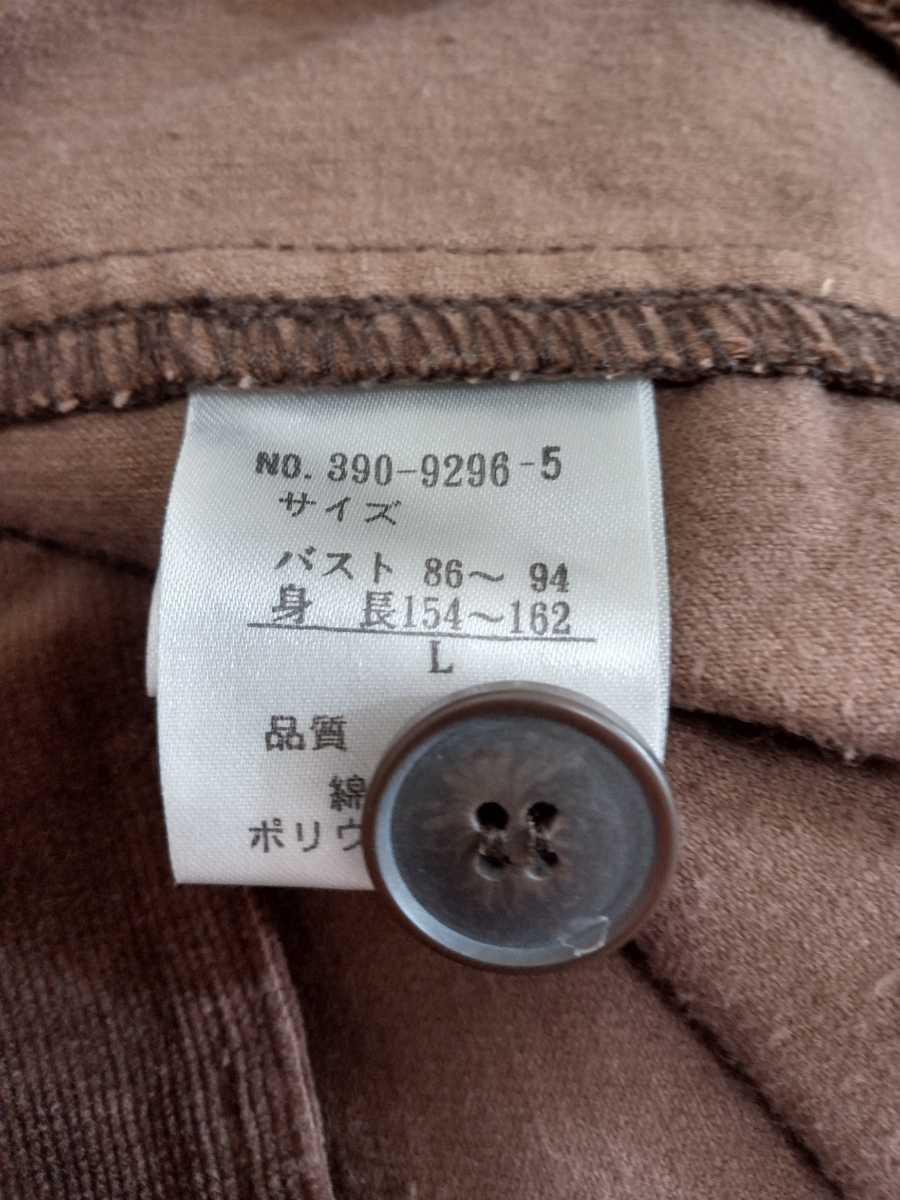 NO. 390-9296-5
サイズ
バスト 86～ 94
身 長154～162
L
品質
綿
ポリウ